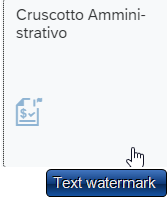 Cruscotto Ammini-
strativo
Text watermark